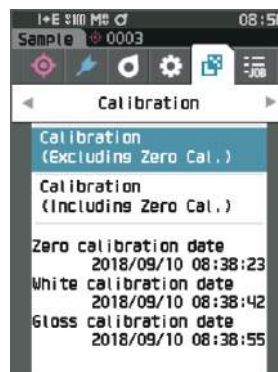 I+E
08:5
Sample 0003
-JOB
Calibration
Calibration
(Excluding Zero Cal.)
Calibration
(Including Zero Cal.)
Zero calibration date
2018/09/10 08:38:23
White calibration date
2018/09/10 08:38:42
Gloss calibration date
2018/09/10 08:38:55